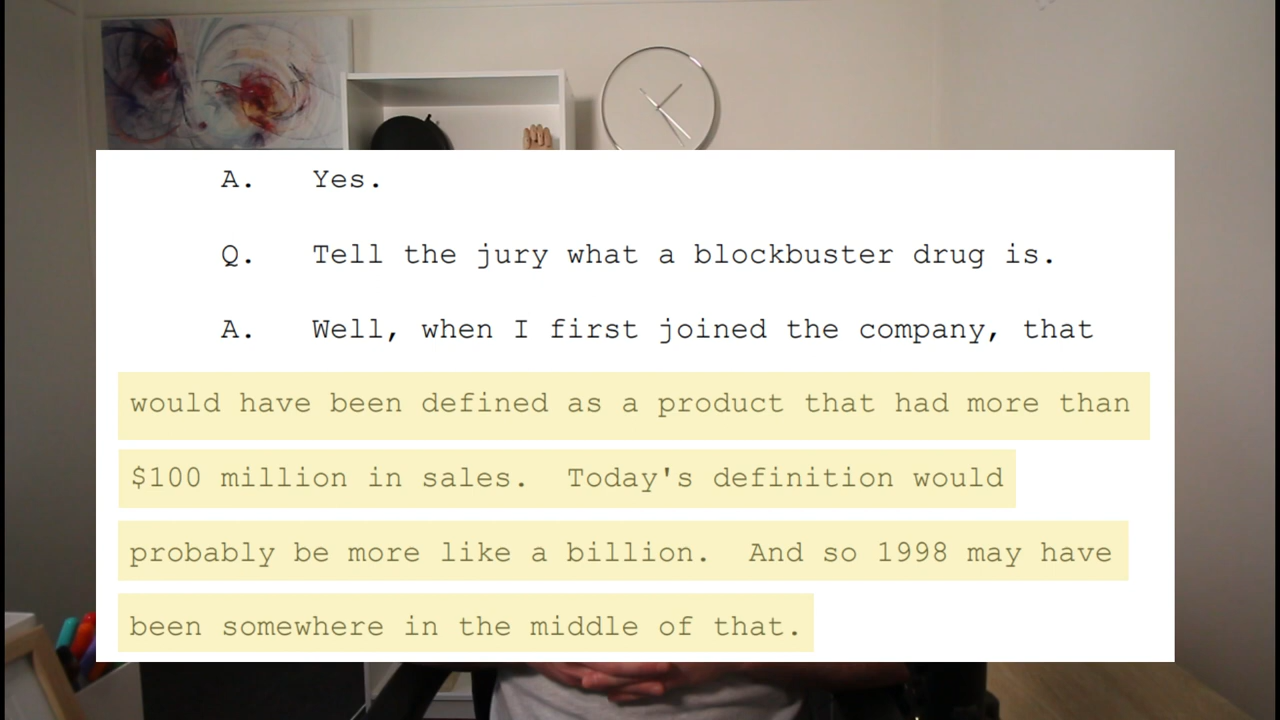 A. Yes.
Q. Tell the jury what a blockbuster drug is.
A. Well, when I first joined the company, that
would have been defined as a product that had more than
$100 million in sales. Today's definition would
probably be more like a billion. And so 1998 may have
been somewhere in the middle of that.